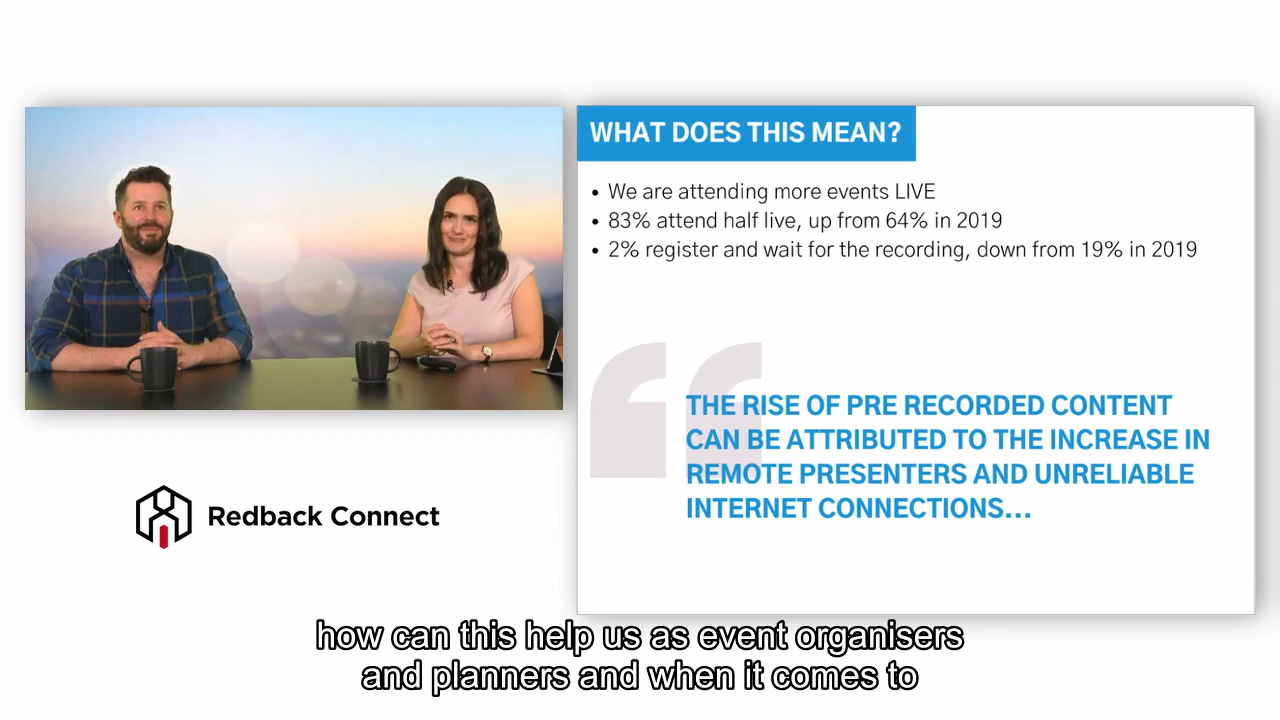 WHAT DOES THIS MEAN?
• We are attending more events LIVE
• 83% attend half live, up from 64% in 2019
• 2% register and wait for the recording, down from 19% in 2019
THE RISE OF PRE RECORDED CONTENT
CAN BE ATTRIBUTED TO THE INCREASE IN
REMOTE PRESENTERS AND UNRELIABLE
INTERNET CONNECTIONS...
Redback Connect
how can this help us as event organisers
and planners and when it comes to